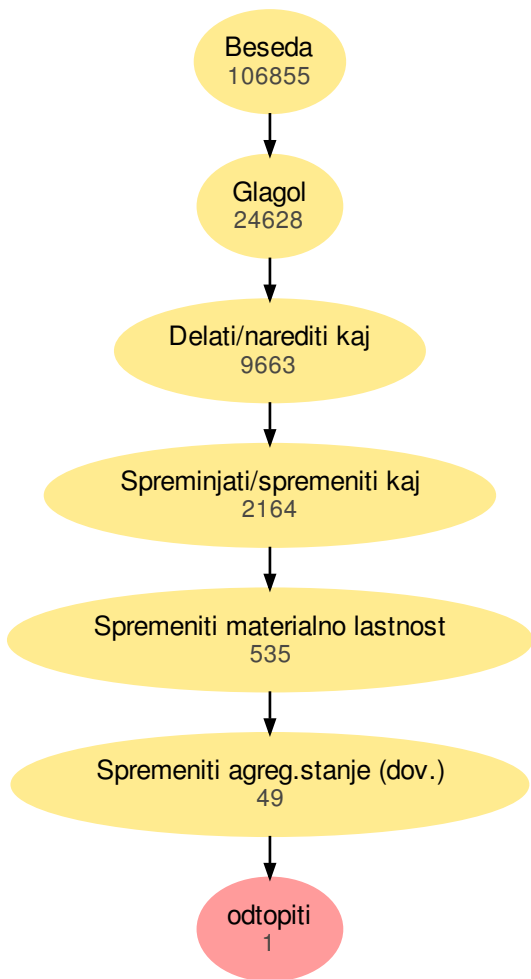 Beseda
106855
Glagol
24628
Delati/narediti kaj
9663
Spreminjati/spremeniti kaj
2164
Spremeniti materialno lastnost
535
Spremeniti agreg.stanje (dov.)
49
odtopiti
1